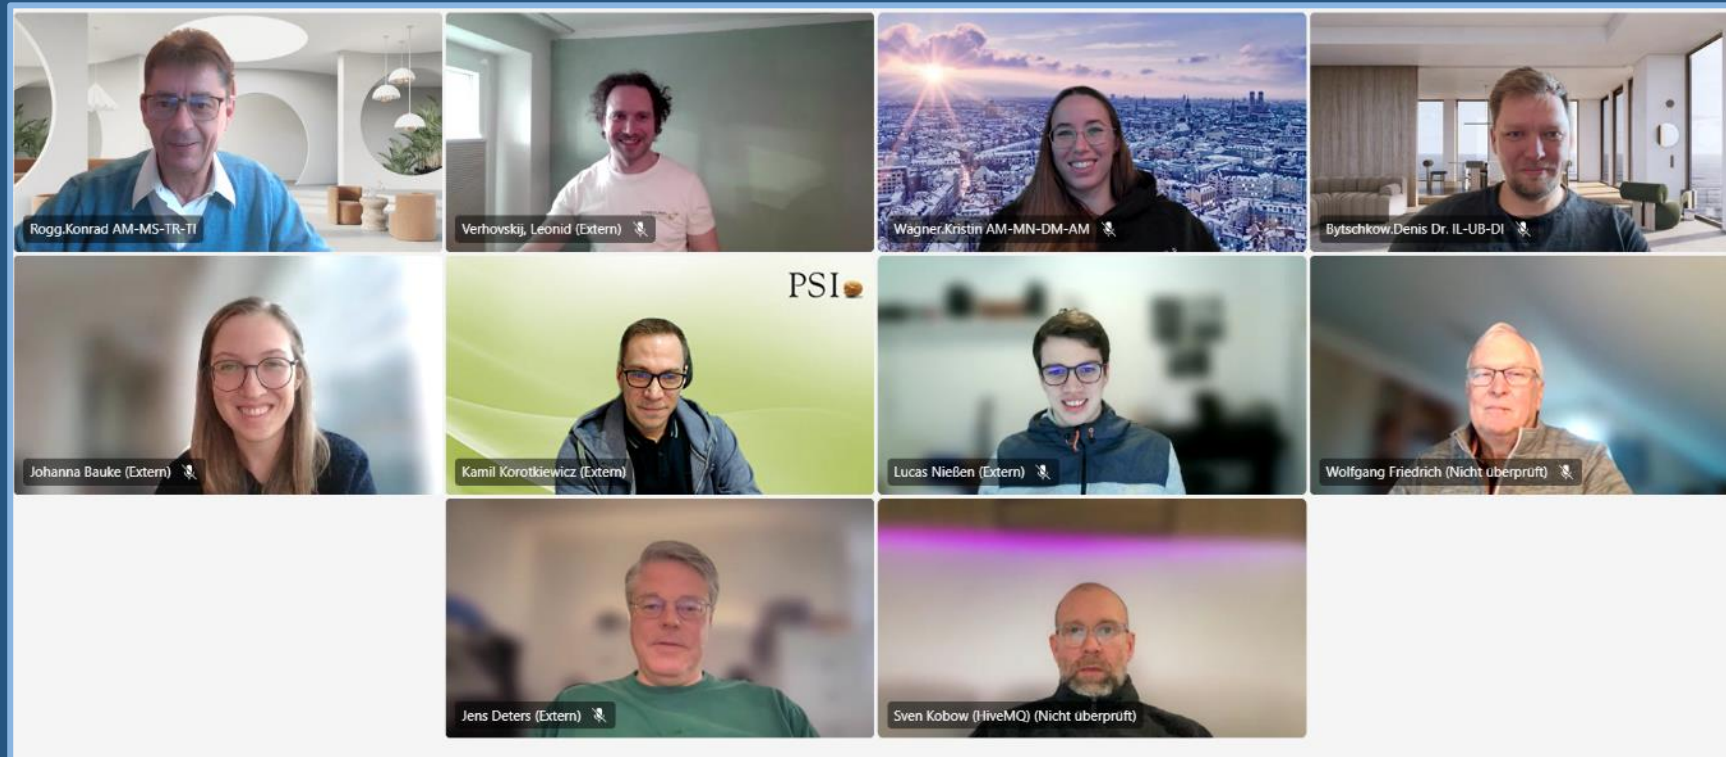 Rogg.Konrad AM-MS-TR-TI
Verhovskij, Leonid (Extern)
Wagner.Kristin AM-MN-DM-AM
Bytschkow.Denis Dr. IL-UB-DI
PSI
Johanna Bauke (Extern)
Kamil Korotkiewicz (Extern)
Lucas Nießen (Extern)
Wolfgang Friedrich (Nicht überprüft)
Jens Deters (Extern)
Sven Kobow (HiveMQ) (Nicht überprüft)